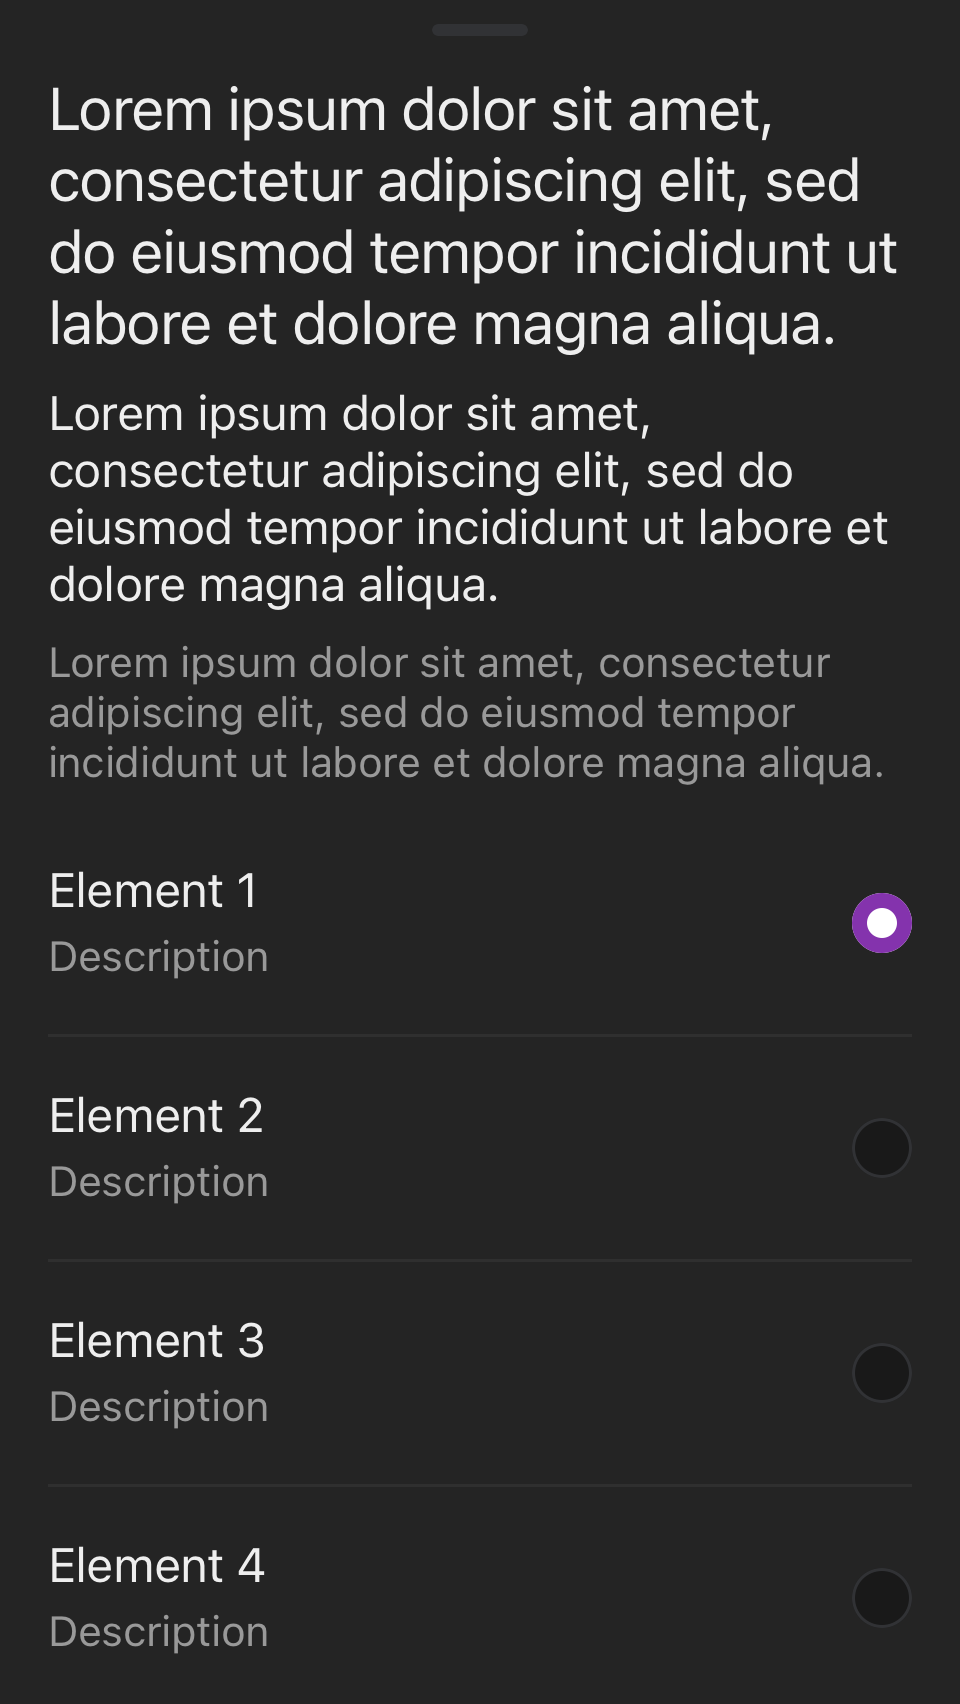 Lorem ipsum dolor sit amet,
consectetur adipiscing elit, sed
do eiusmod tempor incididunt ut
labore et dolore magna aliqua.
Lorem ipsum dolor sit amet,
consectetur adipiscing elit, sed do
eiusmod tempor incididunt ut labore et
dolore magna aliqua.
Lorem ipsum dolor sit amet, consectetur
adipiscing elit, sed do eiusmod tempor
incididunt ut labore et dolore magna aliqua.
Element 1
Description
Element 2
Description
Element 3
Description
Element 4
Description